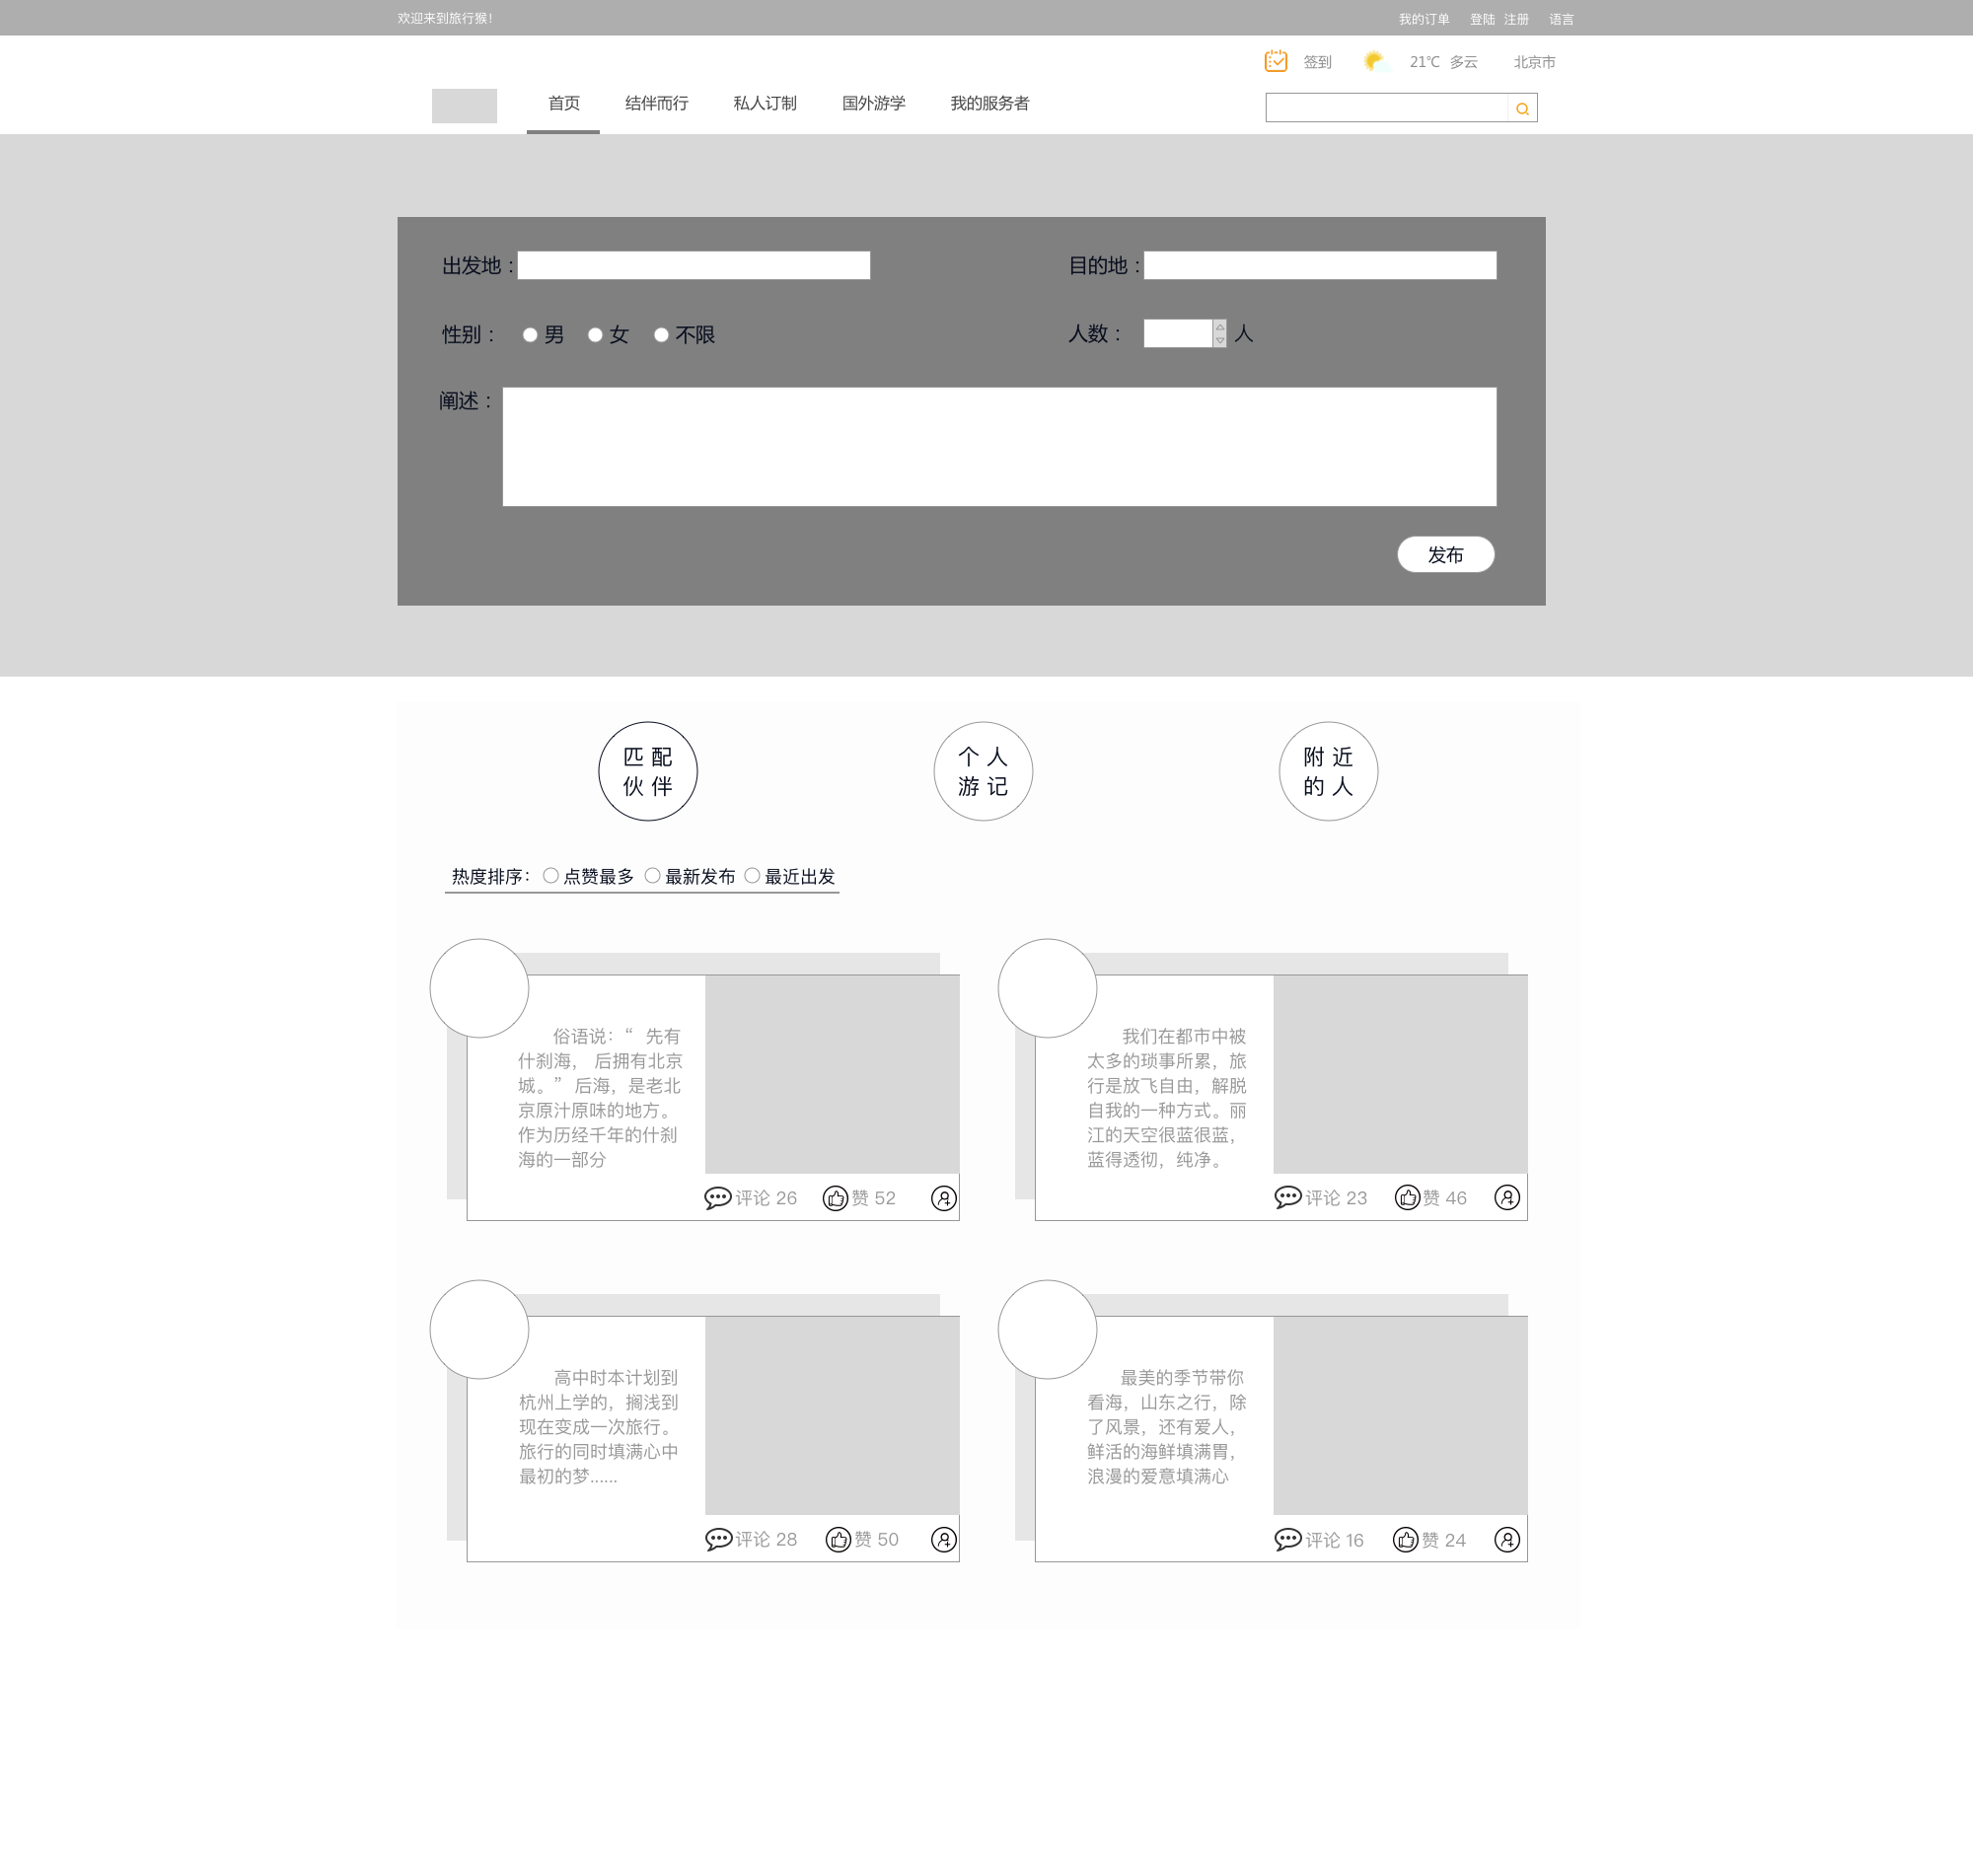 欢迎来到旅行猴!
我的订单 登陆 注册 语言
签到 21℃ 多云 北京市
首页 结伴而行 私人订制 国外游学 我的服务者
出发地：
目的地：
性别： 男 女 不限
人数： 人
阐述：
发布
匹配
伙伴
个人
游记
附近
的人
热度排序： 点赞最多 最新发布 最近出发
俗语说：“ 先有
什刹海， 后拥有北京
城。” 后海，是老北
京原汁原味的地方。
作为历经千年的什刹
海的一部分
评论 26 赞 52
我们在都市中被
太多的琐事所累，旅
行是放飞自由，解脱
自我的一种方式。丽
江的天空很蓝很蓝，
蓝得透彻，纯净。
评论 23 赞 46
高中时本计划到
杭州上学的，搁浅到
现在变成一次旅行。
旅行的同时填满心中
最初的梦......
评论 28 赞 50
最美的季节带你
看海，山东之行，除
了风景，还有爱人，
鲜活的海鲜填满胃，
浪漫的爱意填满心
评论 16 赞 24